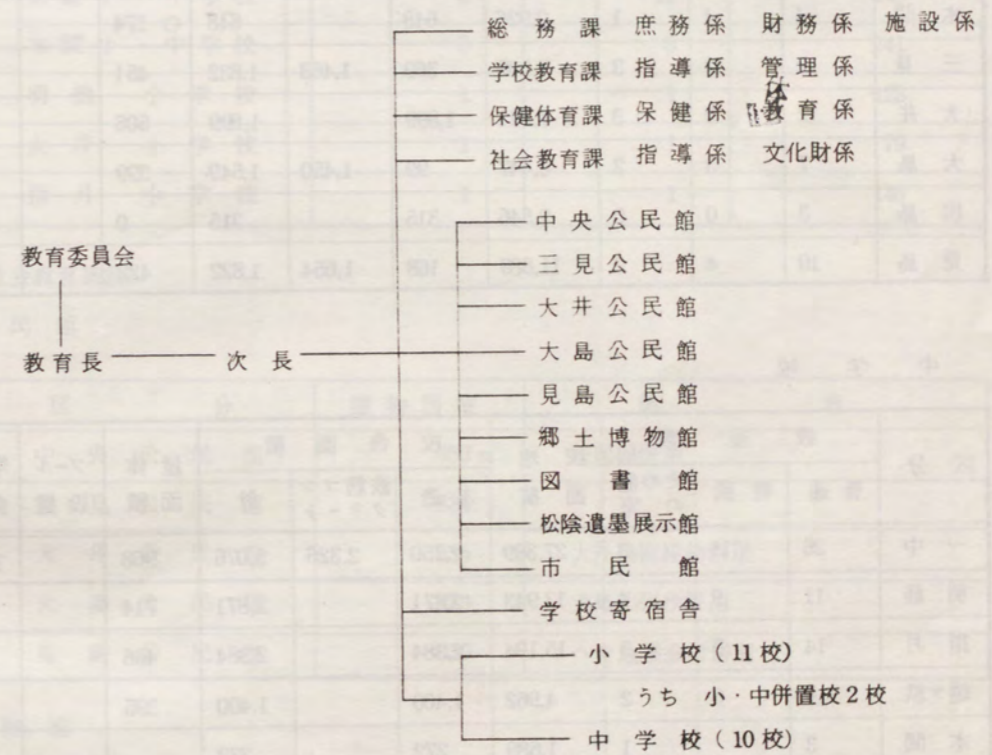 総務課 庶務係 財務係 施設係
学校教育課 指導係 管理係
保健体育課 保健係 体育係
社会教育課 指導係 文化財係
中央公民館
三見公民館
教育委員会
大井公民館
教育長 次長 大島公民館
見島公民館
郷土博物館
図書館
松陰遺墨展示館
市民館
学校寄宿舎
小学校(11校)
うち 小・中併置校2校
中学校(10校)